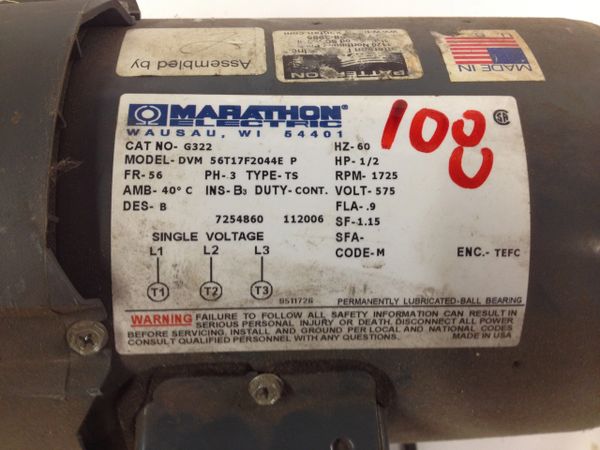 Assembled by
PATTERSON
MADE IN
MARATHON®
ELECTRIC
WAUSAU, WI 54401
CAT NO- G322
HZ-60
MODEL-DVM 56T17F2044E P
HP-1/2
FR-56 PH-.3 TYPE-TS
RPM-1725
AMB-40°C INS-B3 DUTY-CONT.
VOLT-575
DES-B
FLA-.9
7254860 112006
SF-1.15
SINGLE VOLTAGE
SFA-
L1 L2 L3
CODE-M
ENC.- TEFC
T1 T2 T3
9511726
PERMANENTLY LUBRICATED-BALL BEARING
WARNING FAILURE TO FOLLOW ALL SAFETY INFORMATION CAN RESULT IN
SERIOUS PERSONAL INJURY OR DEATH. DISCONNECT ALL POWER
BEFORE SERVICING, INSTALL AND GROUND PER LOCAL AND NATIONAL CODES
CONSULT QUALIFIED PERSONNEL WITH ANY QUESTIONS.
MADE IN USA
100